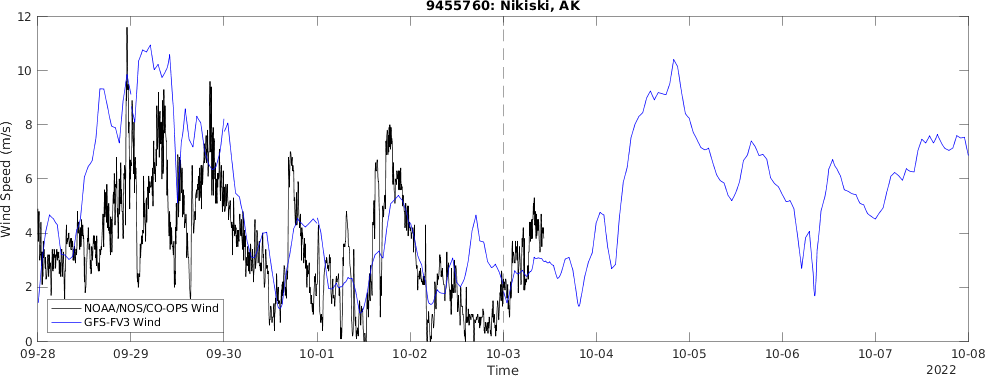 9455760: Nikiski, AK
Wind Speed (m/s)
12
10
8
6
4
2
0
NOAA/NOS/CO-OPS Wind
GFS-FV3 Wind
09-28 09-29 09-30 10-01 10-02 10-03 10-04 10-05 10-06 10-07 10-08
Time
2022